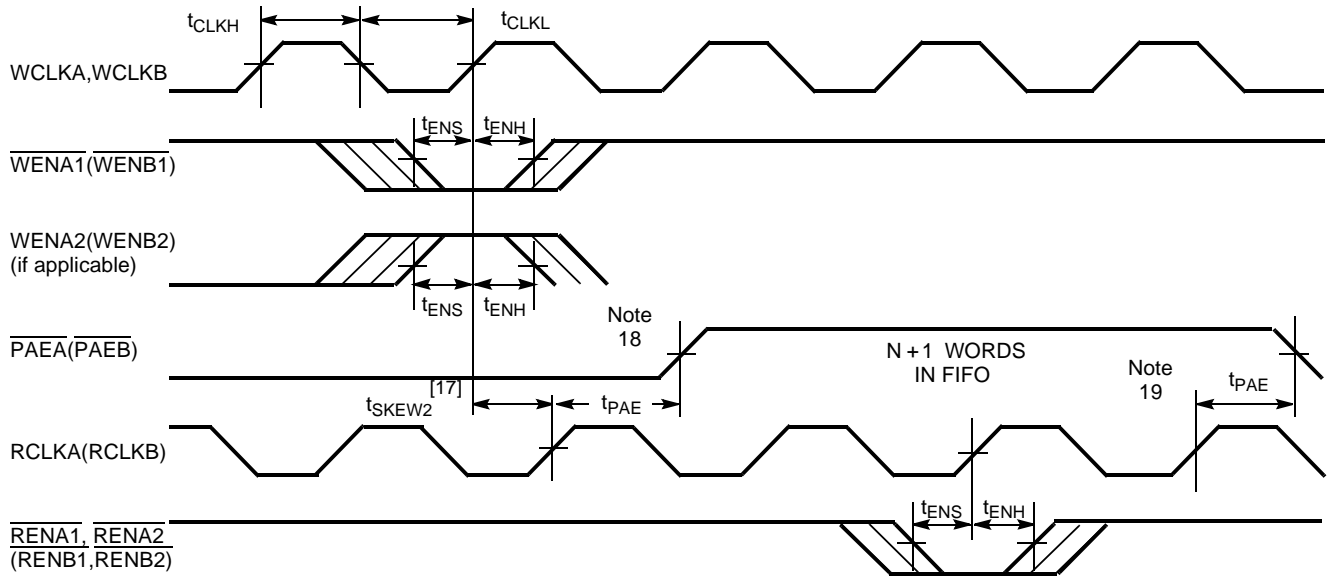 tCLKH
tCLKL
WCLKA,WCLKB
tENS
tENH
WENA1(WENB1)
WENA2(WENB2)
(if applicable)
tENS
tENH
Note
18
PAEA(PAEB)
N +1 WORDS
IN FIFO
Note
19
tPAE
[17]
tSKEW2
tPAE
RCLKA(RCLKB)
tENS
tENH
RENA1, RENA2
(RENB1,RENB2)